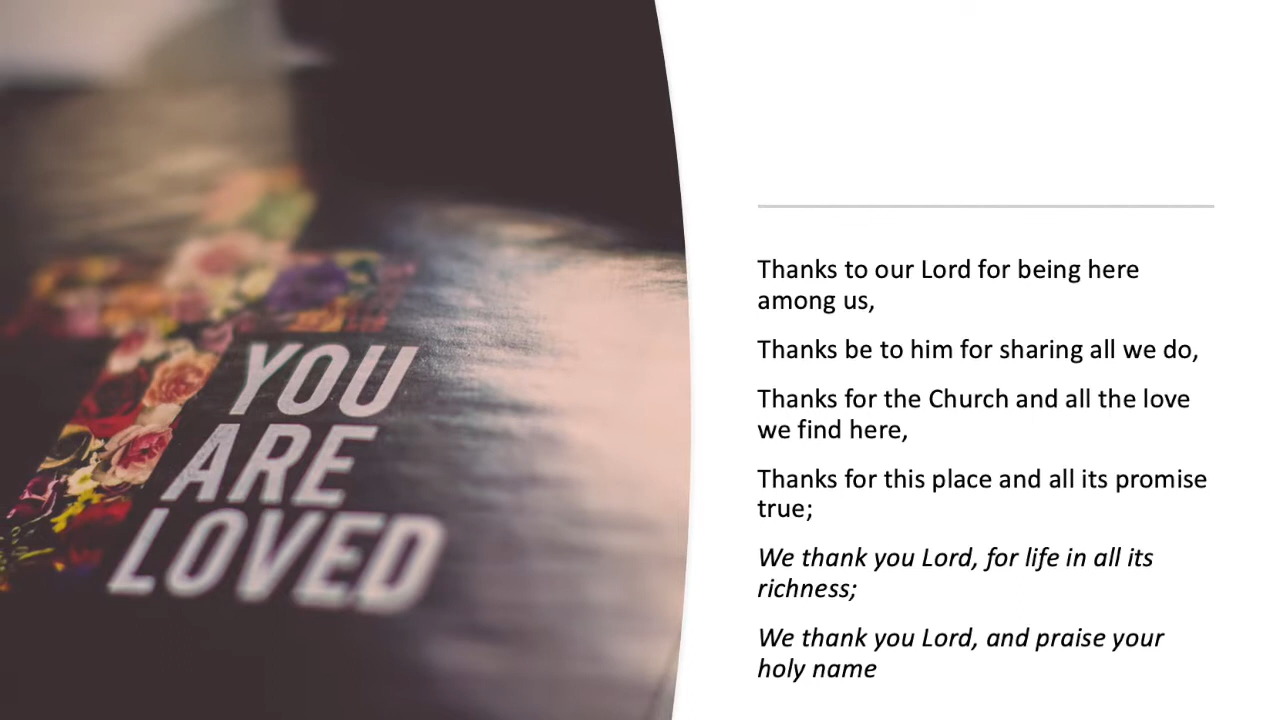 YOU
ARE
LOVED
Thanks to our Lord for being here
among us,
Thanks be to him for sharing all we do,
Thanks for the Church and all the love
we find here,
Thanks for this place and all its promise
true;
We thank you Lord, for life in all its
richness;
We thank you Lord, and praise your
holy name